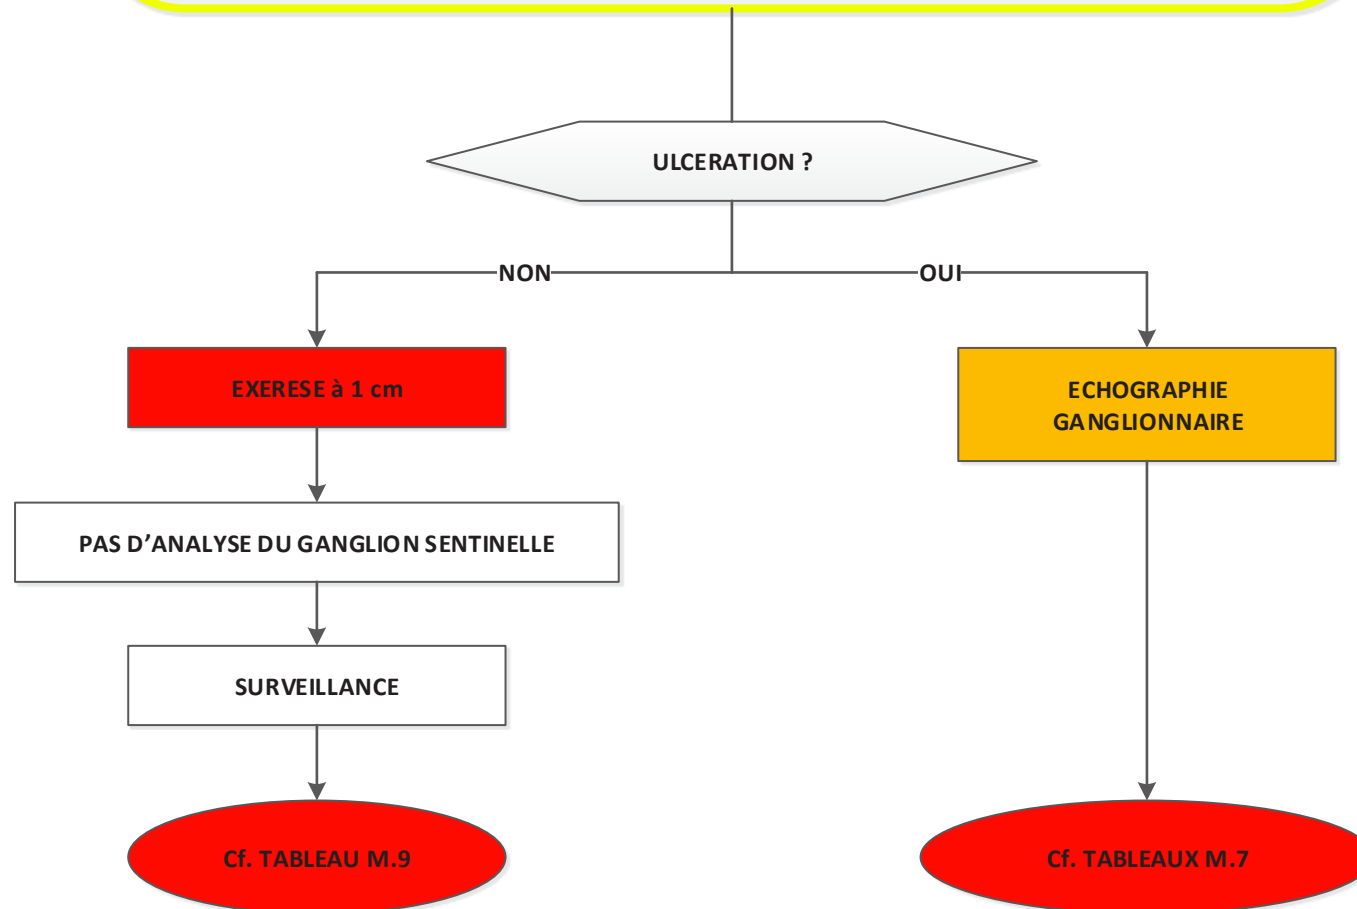 ULCERATION ?
NON
OUI
EXERESE à 1 cm
ECHOGRAPHIE
GANGLIONNAIRE
PAS D’ANALYSE DU GANGLION SENTINELLE
SURVEILLANCE
Cf. TABLEAU M.9
Cf. TABLEAUX M.7